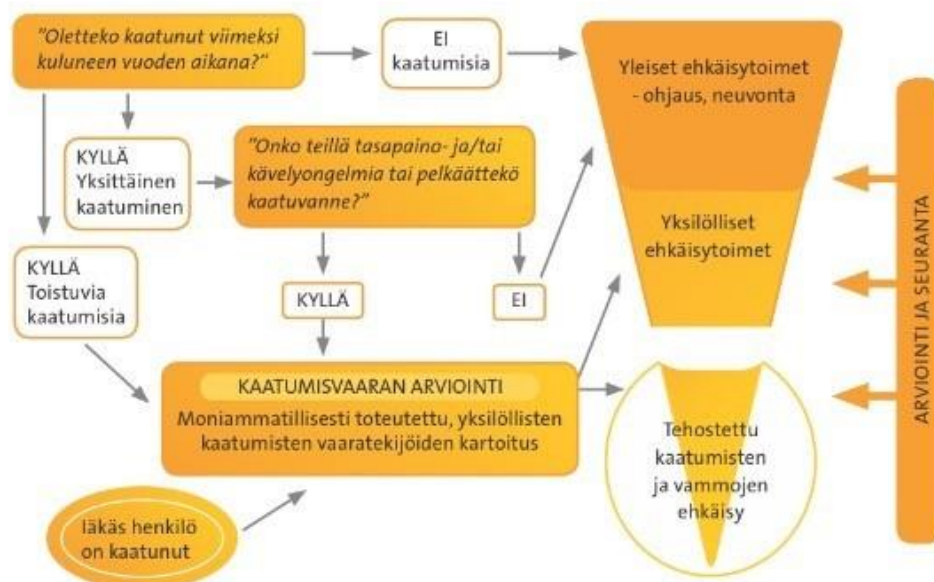 "Oletteko kaatunut viimeksi
kuluneen vuoden aikana?"
EI
kaatumisia
Yleiset ehkäisytoimet
- ohjaus, neuvonta
KYLLÄ
Yksittäinen
kaatuminen
"Onko teillä tasapaino- ja/tai
kävelyongelmia tai pelkäättekö
kaatuvanne?"
Yksilölliset
ehkäisytoimet
KYLLÄ
Toistuvia
kaatumisia
KYLLÄ
EI
KAATUMISVAARAN ARVIOINTI
Moniammatillisesti toteutettu, yksilöllisten
kaatumisten vaaratekijöiden kartoitus
Tehostettu
kaatumisten
ja vammojen
ehkäisy
Iäkäs henkilö
on kaatunut
ARVIOINTI JA SEURANTA